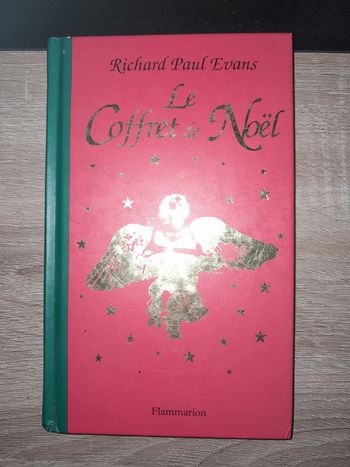 Richard Paul Evans
Le
Coffret de Noël
Flammarion